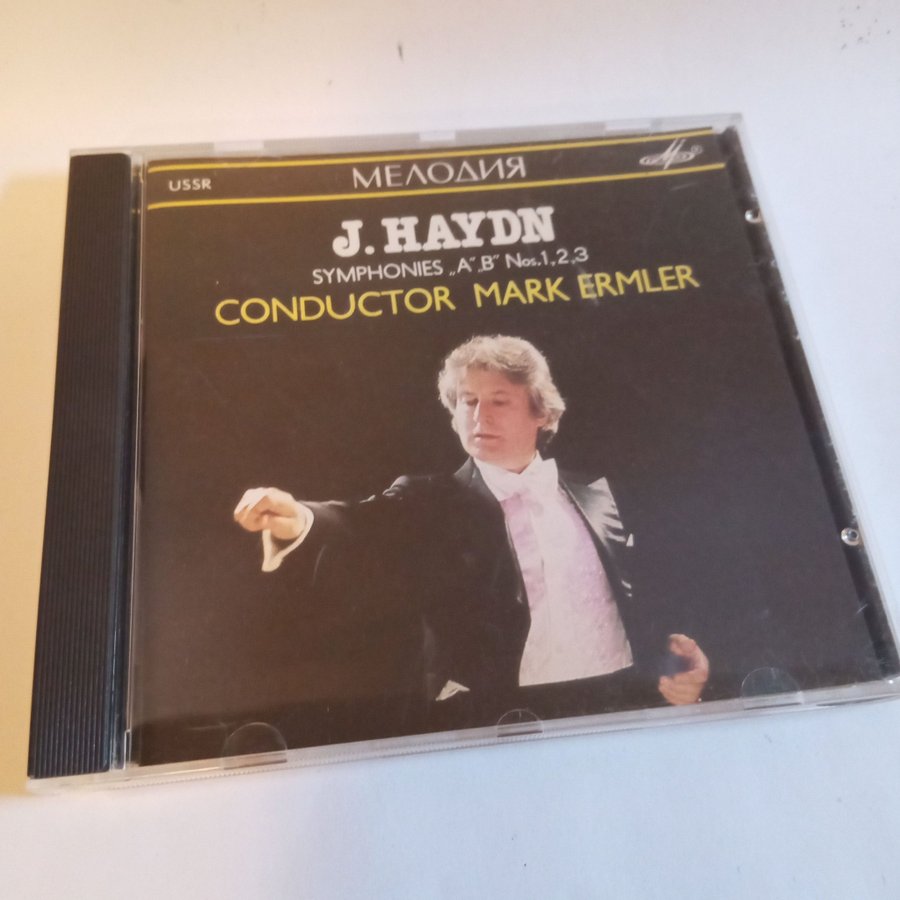 USSR
МЕЛОДИЯ
J. HAYDN
SYMPHONIES „A”, „B” Nos. 1, 2, 3
CONDUCTOR MARK ERMLER